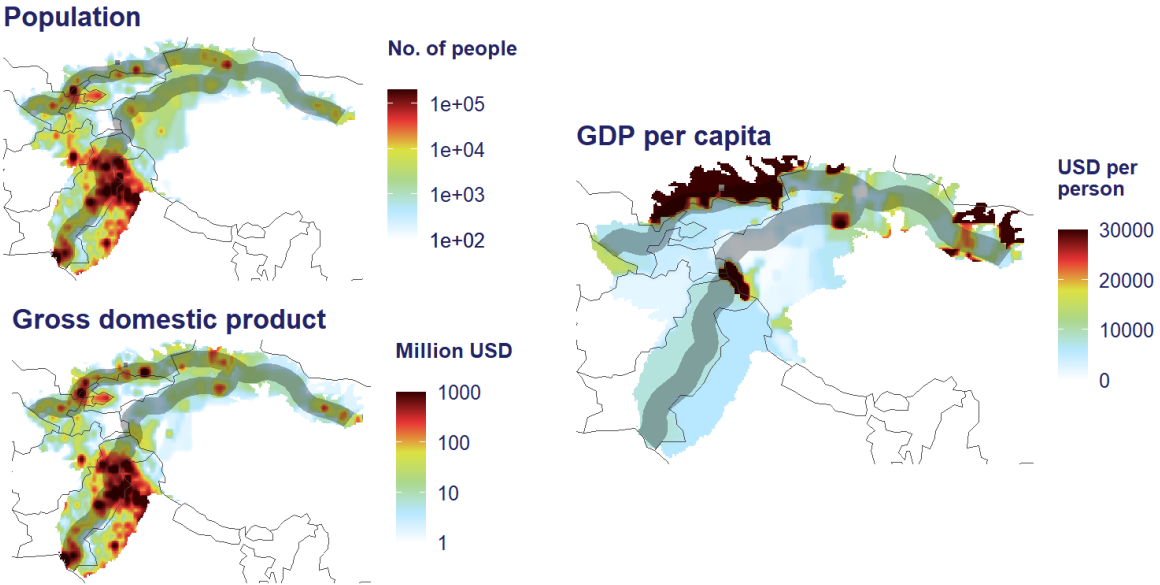 Population
No. of people
1e+05
1e+04
1e+03
1e+02
Gross domestic product
Million USD
1000
100
10
1
GDP per capita
USD per
person
30000
20000
10000
0